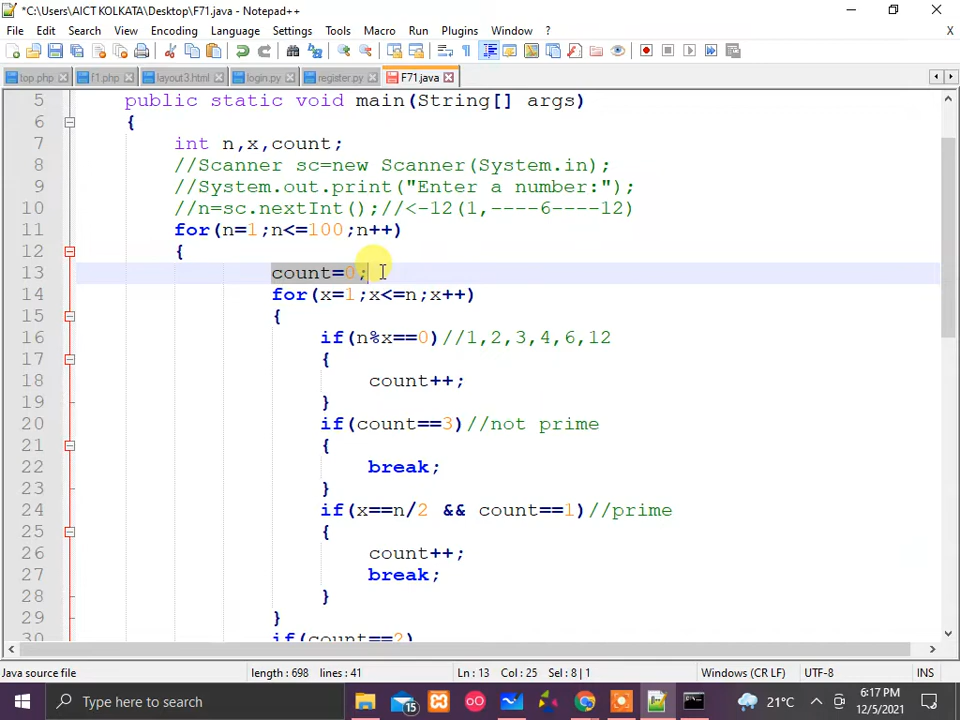 *C:\Users\AICT KOLKATA\Desktop\F71.java - Notepad++
File Edit Search View Encoding Language Settings Tools Macro Run Plugins Window ? X
top php f1.php layout3.html login.php register.php F71.java
5 public static void main(String[] args)
6 {
7 int n,x,count;
8 //Scanner sc=new Scanner(System.in);
9 //System.out.print("Enter a number:");
10 //n=sc.nextInt();//<-12(1,----6----12)
11 for(n=1;n<=100;n++)
12 {
13 count=0;
14 for(x=1;x<=n;x++)
15 {
16 if(n%x==0)//1,2,3,4,6,12
17 {
18 count++;
19 }
20 if(count==3)//not prime
21 {
22 break;
23 }
24 if(x==n/2 && count==1)//prime
25 {
26 count++;
27 break;
28 }
29 }
30 if(count==2)
Java source file length : 698 lines : 41 Ln : 13 Col : 25 Sel : 8 | 1 Windows (CR LF) UTF-8 INS
Type here to search 15 21°C 6:17 PM
12/5/2021